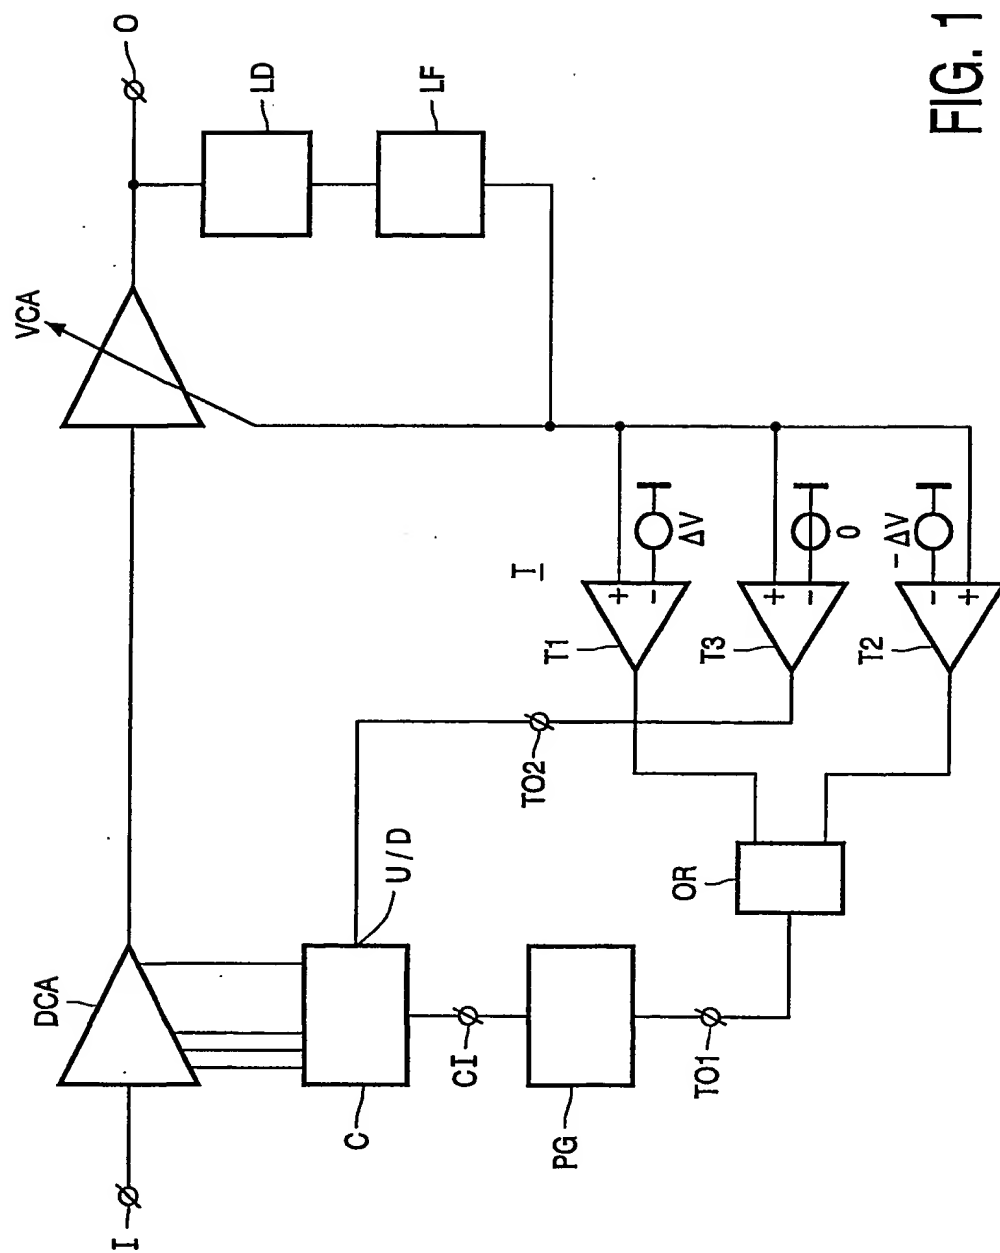 I
DCA
VCA
O
LD
LF
U/D
C
CI
PG
TO1
TO2
OR
T
T1
+
−
ΔV
T3
+
−
0
T2
−
+
− ΔV
FIG. 1